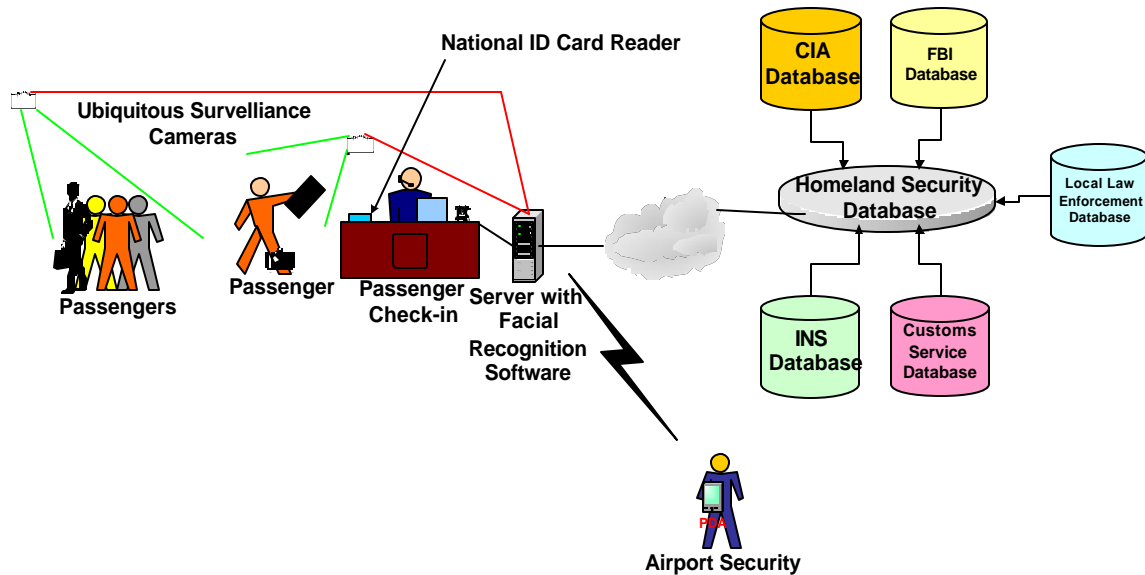 National ID Card Reader
Ubiquitous Survelliance
Cameras
Passengers
Passenger
Passenger
Check-in
Server with
Facial
Recognition
Software
CIA
Database
FBI
Database
Homeland Security
Database
Local Law
Enforcement
Database
INS
Database
Customs
Service
Database
PDA
Airport Security